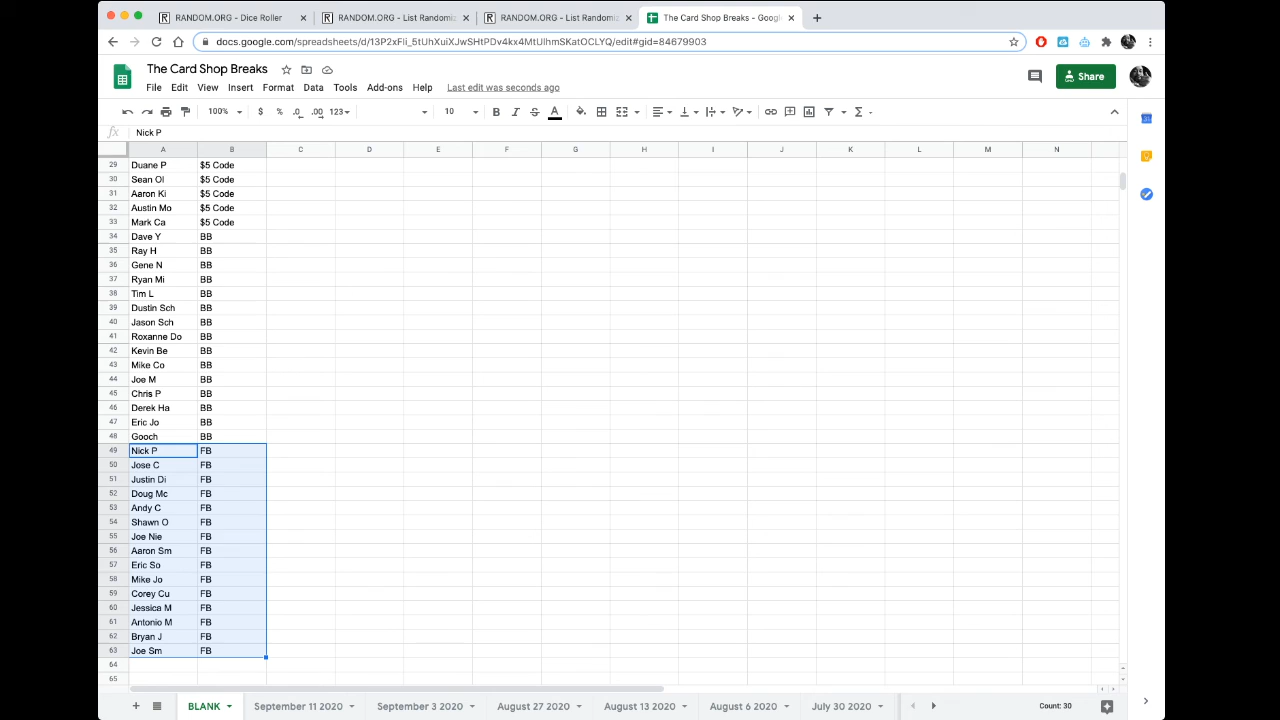 RANDOM.ORG - Dice Roller
RANDOM.ORG - List Randomiz
RANDOM.ORG - List Randomiz
The Card Shop Breaks - Googl
docs.google.com/spreadsheets/d/13P2xFIi_5tUhXuiXJwSHtPDv4kx4MtUlhmSKatOCLYQ/edit#gid=84679903
The Card Shop Breaks
File Edit View Insert Format Data Tools Add-ons Help Last edit was seconds ago
Share
100% $ % .0 .00 123 10 B I S A
fx Nick P
A B C D E F G H I J K L M N
29 Duane P $5 Code
30 Sean Ol $5 Code
31 Aaron Ki $5 Code
32 Austin Mo $5 Code
33 Mark Ca $5 Code
34 Dave Y BB
35 Ray H BB
36 Gene N BB
37 Ryan Mi BB
38 Tim L BB
39 Dustin Sch BB
40 Jason Sch BB
41 Roxanne Do BB
42 Kevin Be BB
43 Mike Co BB
44 Joe M BB
45 Chris P BB
46 Derek Ha BB
47 Eric Jo BB
48 Gooch BB
49 Nick P FB
50 Jose C FB
51 Justin Di FB
52 Doug Mc FB
53 Andy C FB
54 Shawn O FB
55 Joe Nie FB
56 Aaron Sm FB
57 Eric So FB
58 Mike Jo FB
59 Corey Cu FB
60 Jessica M FB
61 Antonio M FB
62 Bryan J FB
63 Joe Sm FB
64
65
BLANK September 11 2020 September 3 2020 August 27 2020 August 13 2020 August 6 2020 July 30 2020 Count: 30